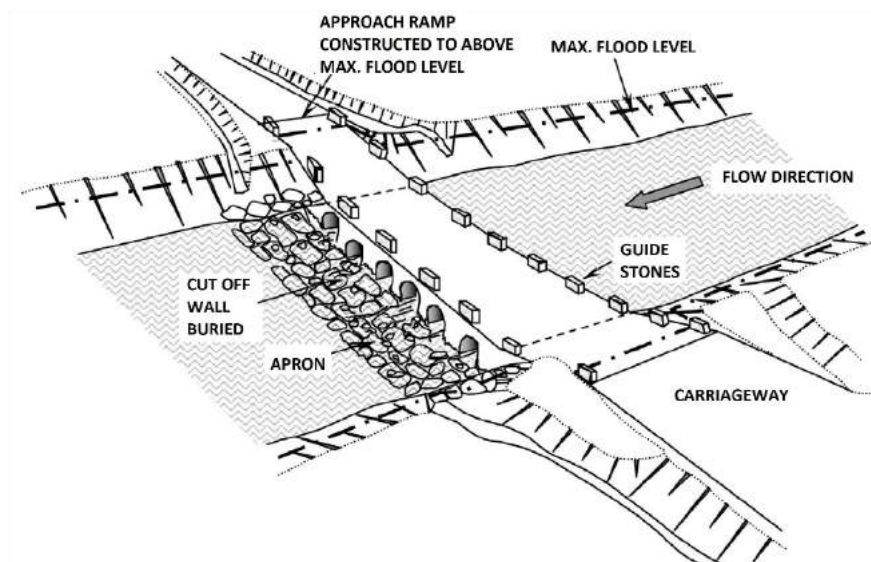 APPROACH RAMP
CONSTRUCTED TO ABOVE
MAX. FLOOD LEVEL
MAX. FLOOD LEVEL
FLOW DIRECTION
GUIDE
STONES
CUT OFF
WALL
BURIED
APRON
CARRIAGEWAY